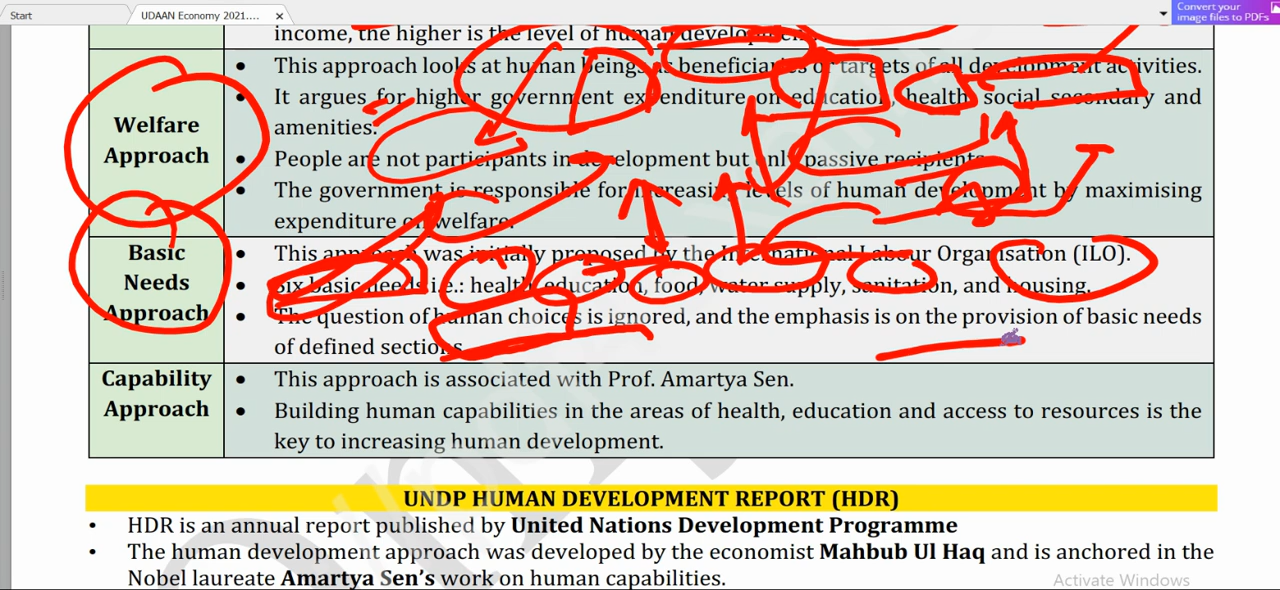 Start
UDAAN Economy 2021....
Convert your
image files to PDFs
income, the higher is the level of human development.
Welfare
Approach
• This approach looks at human beings as beneficiaries or targets of all development activities.
• It argues for higher government expenditure on education, health, social secondary and
amenities.
• People are not participants in development but only passive recipients.
• The government is responsible for increasing levels of human development by maximising
expenditure on welfare.
Basic
Needs
Approach
• This approach was initially proposed by the International Labour Organisation (ILO).
• Six basic needs i.e.: health, education, food, water supply, sanitation, and housing.
• The question of human choices is ignored, and the emphasis is on the provision of basic needs
of defined sections.
Capability
Approach
• This approach is associated with Prof. Amartya Sen.
• Building human capabilities in the areas of health, education and access to resources is the
key to increasing human development.
UNDP HUMAN DEVELOPMENT REPORT (HDR)
• HDR is an annual report published by United Nations Development Programme
• The human development approach was developed by the economist Mahbub Ul Haq and is anchored in the
Nobel laureate Amartya Sen's work on human capabilities.
Activate Windows